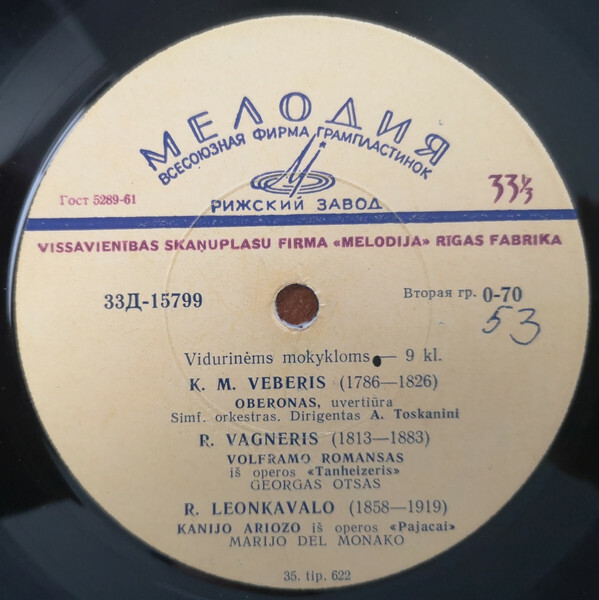 МЕЛОДИЯ
ВСЕСОЮЗНАЯ ФИРМА ГРАМПЛАСТИНОК
Гост 5289-61
33⅓
РИЖСКИЙ ЗАВОД
VISSAVIENĪBAS SKAŅUPLAŠU FIRMA «MELODIJA» RĪGAS FABRIKA
33Д-15799
Вторая гр. 0-70
53
Vidurinėms mokykloms — 9 kl.
K. M. VEBERIS (1786—1826)
OBERONAS, uvertiūra
Simf. orkestras. Dirigentas A. Toskanini
R. VAGNERIS (1813—1883)
VOLFRAMO ROMANSAS
iš operos «Tanheizeris»
GEORGAS OTSAS
R. LEONKAVALO (1858—1919)
KANIJO ARIOZO iš operos «Pajacai»
MARIJO DEL MONAKO
35. tip. 622